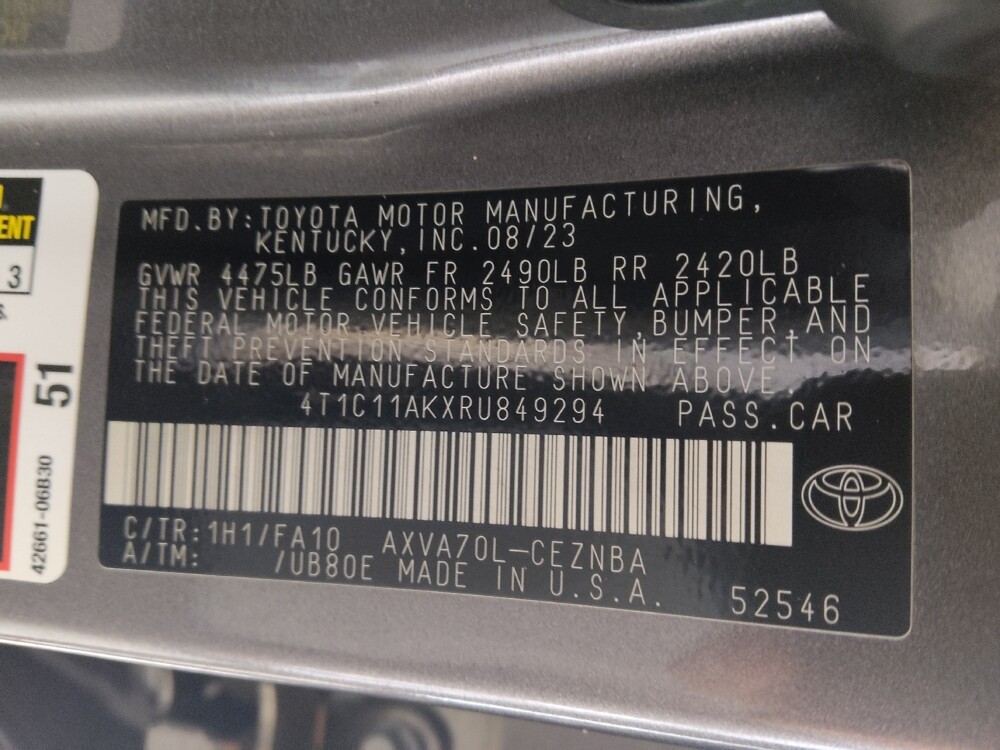 MFD.BY:TOYOTA MOTOR MANUFACTURING,
KENTUCKY,INC.08/23
GVWR 4475LB GAWR FR 2490LB RR 2420LB
THIS VEHICLE CONFORMS TO ALL APPLICABLE
FEDERAL MOTOR VEHICLE SAFETY,BUMPER,AND
THEFT PREVENTION STANDARDS IN EFFECT ON
THE DATE OF MANUFACTURE SHOWN ABOVE.
4T1C11AKXRU849294 PASS.CAR
C/TR:1H1/FA10 AXVA70L-CEZNBA
A/TM: /UB80E MADE IN U.S.A.
52546
3
51
42661-06B30